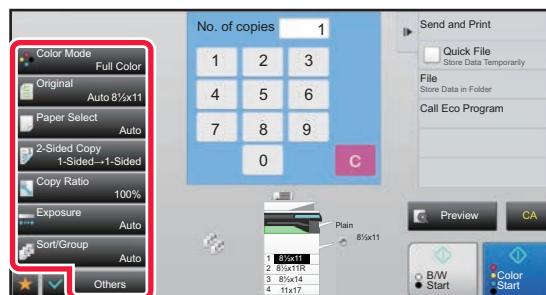 Color Mode
Full Color
Original
Auto 8½x11
Paper Select
Auto
2-Sided Copy
1-Sided→1-Sided
Copy Ratio
100%
Exposure
Auto
Sort/Group
Auto
Others
No. of copies 1
1 2 3
4 5 6
7 8 9
0 C
Plain
8½x11
1 8½x11
2 8½x11R
3 8½x14
4 11x17
Send and Print
Quick File
Store Data Temporarily
File
Store Data in Folder
Call Eco Program
Preview CA
B/W
Start
Color
Start